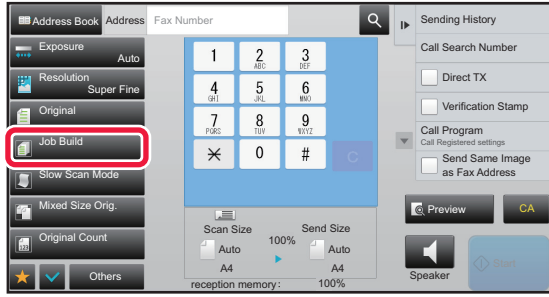 Address Book Address Fax Number
Exposure
Auto
Resolution
Super Fine
Original
Job Build
Slow Scan Mode
Mixed Size Orig.
Original Count
Others
1 2 3
ABC DEF
4 5 6
GHI JKL MNO
7 8 9
PQRS TUV WXYZ
0 #
C
Scan Size
Send Size
100%
Auto
Auto
A4
A4
reception memory: 100%
Sending History
Call Search Number
Direct TX
Verification Stamp
Call Program
Call Registered settings
Send Same Image
as Fax Address
Preview
CA
Speaker
Start